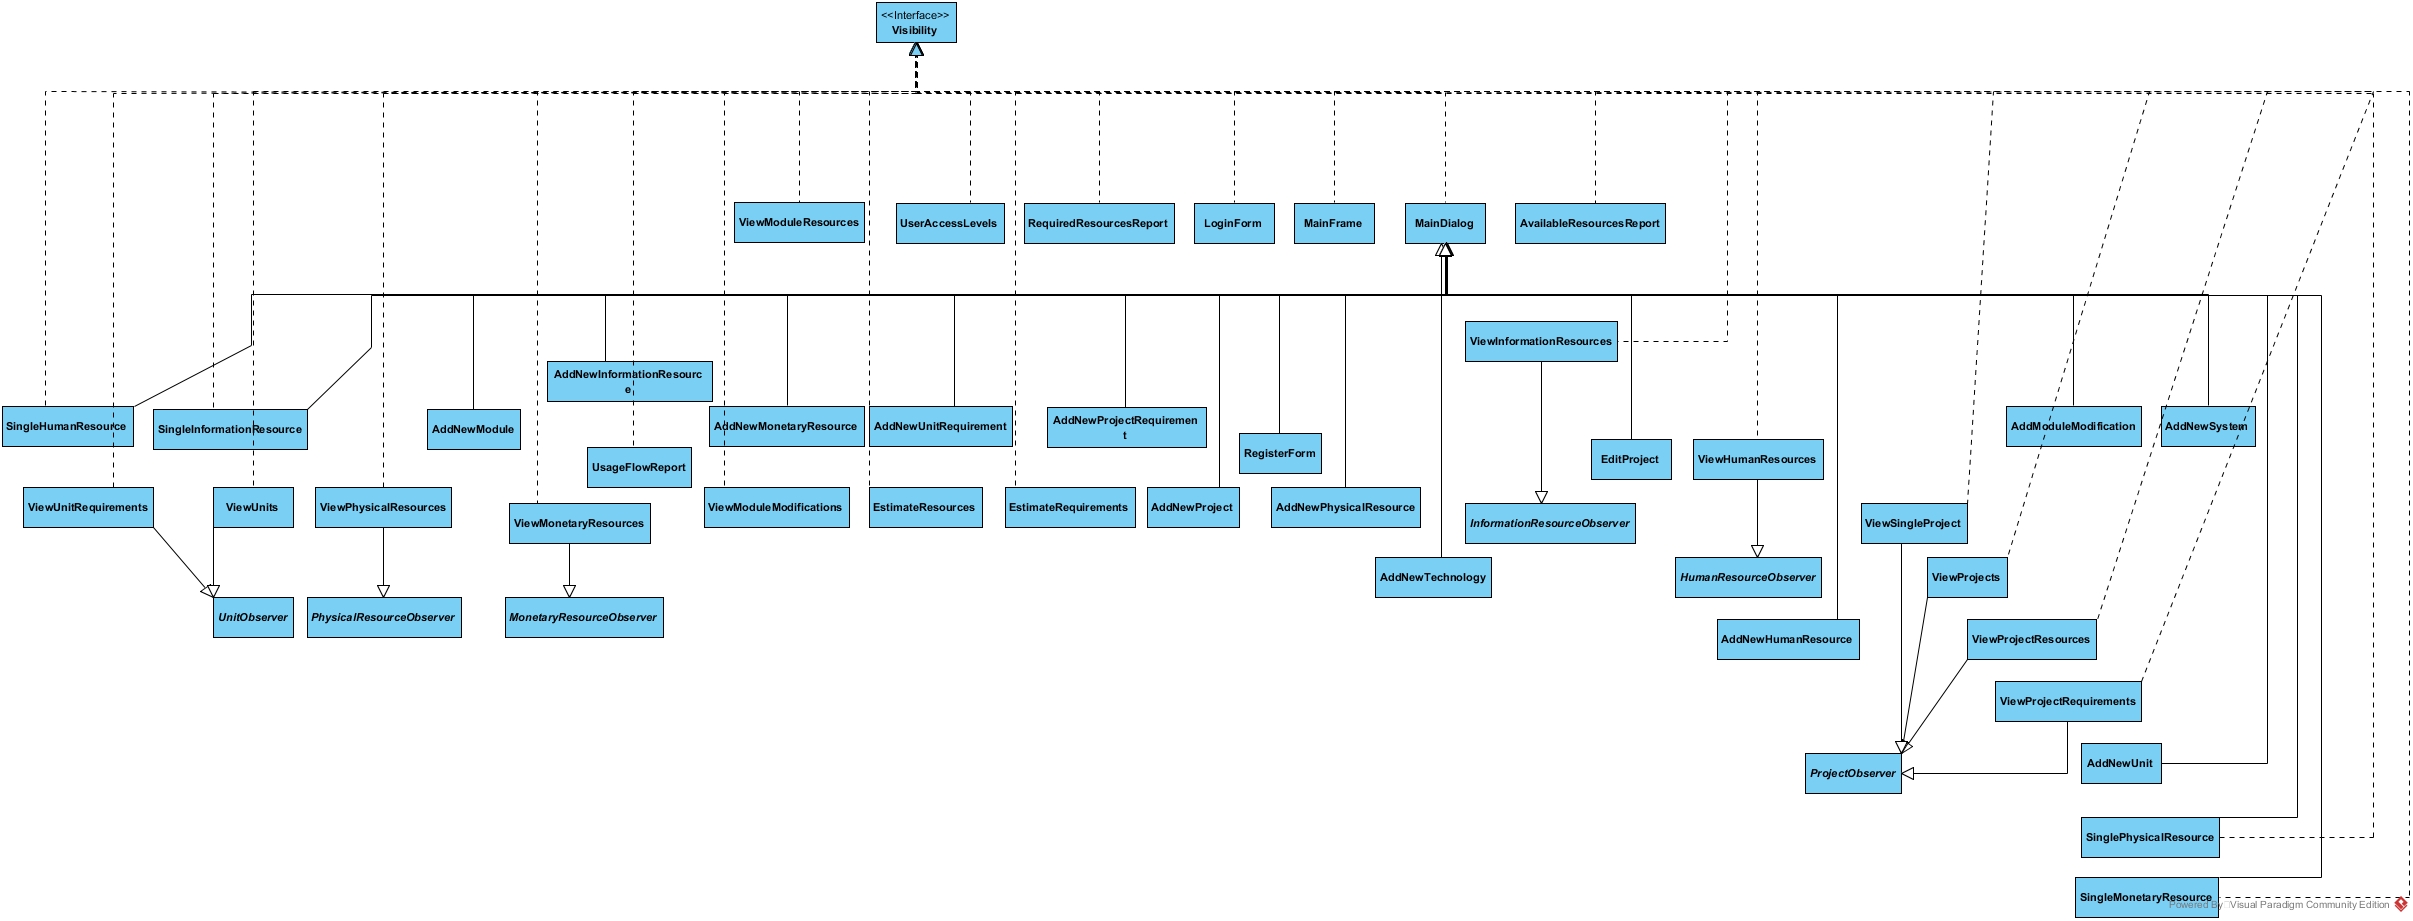 <<Interface>>
Visibility
ViewModuleResources
UserAccessLevels
RequiredResourcesReport
LoginForm
MainFrame
MainDialog
AvailableResourcesReport
ViewInformationResources
AddNewInformationResourc
e
SingleHumanResource
SingleInformationResource
AddNewModule
AddNewMonetaryResource
AddNewUnitRequirement
AddNewProjectRequiremen
t
AddModuleModification
AddNewSystem
RegisterForm
EditProject
ViewHumanResources
UsageFlowReport
ViewUnitRequirements
ViewUnits
ViewPhysicalResources
ViewMonetaryResources
ViewModuleModifications
EstimateResources
EstimateRequirements
AddNewProject
AddNewPhysicalResource
InformationResourceObserver
ViewSingleProject
AddNewTechnology
HumanResourceObserver
ViewProjects
UnitObserver
PhysicalResourceObserver
MonetaryResourceObserver
AddNewHumanResource
ViewProjectResources
ViewProjectRequirements
ProjectObserver
AddNewUnit
SinglePhysicalResource
SingleMonetaryResource
Powered By Visual Paradigm Community Edition